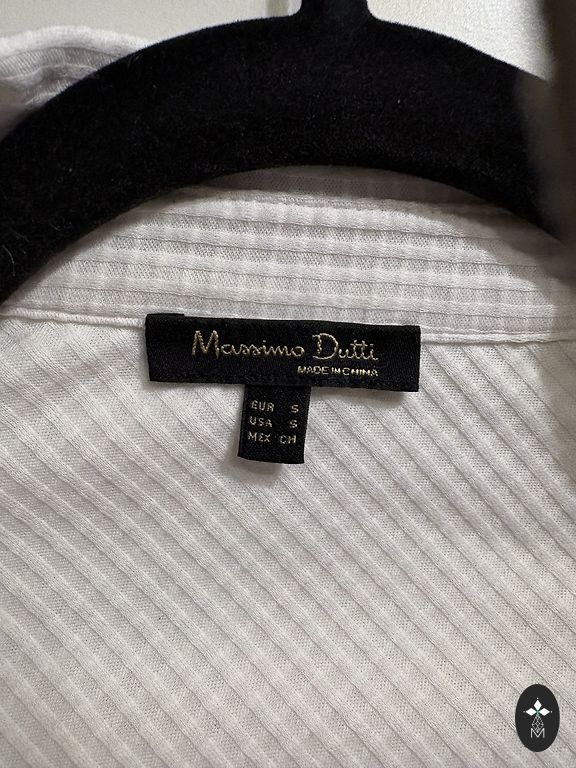 Massimo Dutti
MADE IN CHINA
EUR S
USA S
MEX CH
M